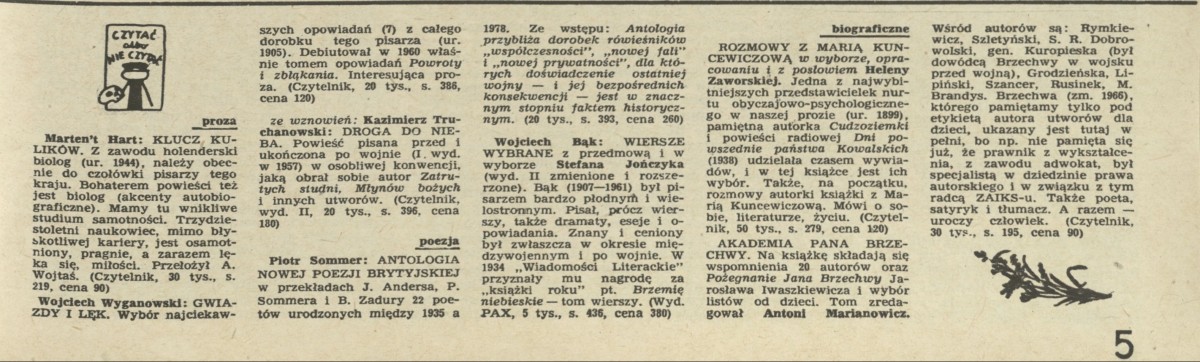 CZYTAĆ
albo
NIE CZYTAĆ
proza
Marten't Hart: KLUCZ KU-
LIKÓW. Z zawodu holenderski
biolog (ur. 1944), należy obec-
nie do czołówki pisarzy tego
kraju. Bohaterem powieści też
jest biolog (akcenty autobio-
graficzne). Mamy tu wnikliwe
studium samotności. Trzydzie-
stoletni naukowiec, mimo bły-
skotliwej kariery, jest osamot-
niony, pragnie, a zarazem lę-
ka się, miłości. Przełożył A.
Wojtaś. (Czytelnik, 30 tys., s.
219, cena 90)
Wojciech Wyganowski: GWIA-
ZDY I LĘK. Wybór najciekaw-
szych opowiadań (7) z całego
dorobku tego pisarza (ur.
1905). Debiutował w 1960 właś-
nie tomem opowiadań Powroty
i zbłąkania. Interesująca pro-
za. (Czytelnik, 20 tys., s. 386,
cena 120)
ze wznowień: Kazimierz Tru-
chanowski: DROGA DO NIE-
BA. Powieść pisana przed i
ukończona po wojnie (I. wyd.
w 1957) w osobliwej konwencji,
jaką obrał sobie autor Zatru-
tych studni, Młynów bożych
i innych utworów. (Czytelnik,
wyd. II, 20 tys., s. 396, cena
180)
poezja
Piotr Sommer: ANTOLOGIA
NOWEJ POEZJI BRYTYJSKIEJ
w przekładach J. Andersa, P.
Sommera i B. Zadury 22 poe-
tów urodzonych między 1935 a
1978. Ze wstępu: Antologia
przybliża dorobek rówieśników
„współczesności”, „nowej fali”
i „nowej prywatności”, dla któ-
rych doświadczenie ostatniej
wojny — i jej bezpośrednich
konsekwencji — jest w znacz-
nym stopniu faktem historycz-
nym. (20 tys., s. 393, cena 260)
Wojciech Bąk: WIERSZE
WYBRANE z przedmową i w
wyborze Stefana Jończyka
(wyd. II zmienione i rozsze-
rzone). Bąk (1907—1961) był pi-
sarzem bardzo płodnym i wie-
lostronnym. Pisał, prócz wier-
szy, także dramaty, eseje i o-
powiadania. Znany i ceniony
był zwłaszcza w okresie mię-
dzywojennym i po wojnie. W
1934 „Wiadomości Literackie”
przyznały mu nagrodę za
„książki roku” pt. Brzemię
niebieskie — tom wierszy. (Wyd.
PAX, 5 tys., s. 436, cena 380)
biograficzne
ROZMOWY Z MARIĄ KUN-
CEWICZOWĄ w wyborze, opra-
cowaniu i z posłowiem Heleny
Zaworskiej. Jedna z najwybi-
tniejszych przedstawicielek nur-
tu obyczajowo-psychologiczne-
go w naszej prozie (ur. 1899),
pamiętna autorka Cudzoziemki
i powieści radiowej Dni po-
wszednie państwa Kowalskich
(1938) udzielała czasem wywia-
dów, i w tej książce jest ich
wybór. Także, na początku,
rozmowy autorki książki z Ma-
rią Kuncewiczową. Mówi o so-
bie, literaturze, życiu. (Czytel-
nik, 50 tys., s. 279, cena 120)
AKADEMIA PANA BRZE-
CHWY. Na książkę składają się
wspomnienia 20 autorów oraz
Pożegnanie Jana Brzechwy Ja-
rosława Iwaszkiewicza i wybór
listów od dzieci. Tom zreda-
gował Antoni Marianowicz.
Wśród autorów są: Rymkie-
wicz, Szletyński, S. R. Dobro-
wolski, gen. Kuropieska (był
dowódcą Brzechwy w wojsku
przed wojną), Grodzieńska, Li-
piński, Szancer, Rusinek, M.
Brandys. Brzechwa (zm. 1966),
którego pamiętamy tylko pod
etykietą autora utworów dla
dzieci, ukazany jest tutaj w
pełni, bo np. nie pamięta się
już, że prawnik z wykształce-
nia, z zawodu adwokat, był
specjalistą w dziedzinie prawa
autorskiego i w związku z tym
radcą ZAIKS-u. Także poeta,
satyryk i tłumacz. A razem —
uroczy człowiek. (Czytelnik,
30 tys., s. 195, cena 90)
5